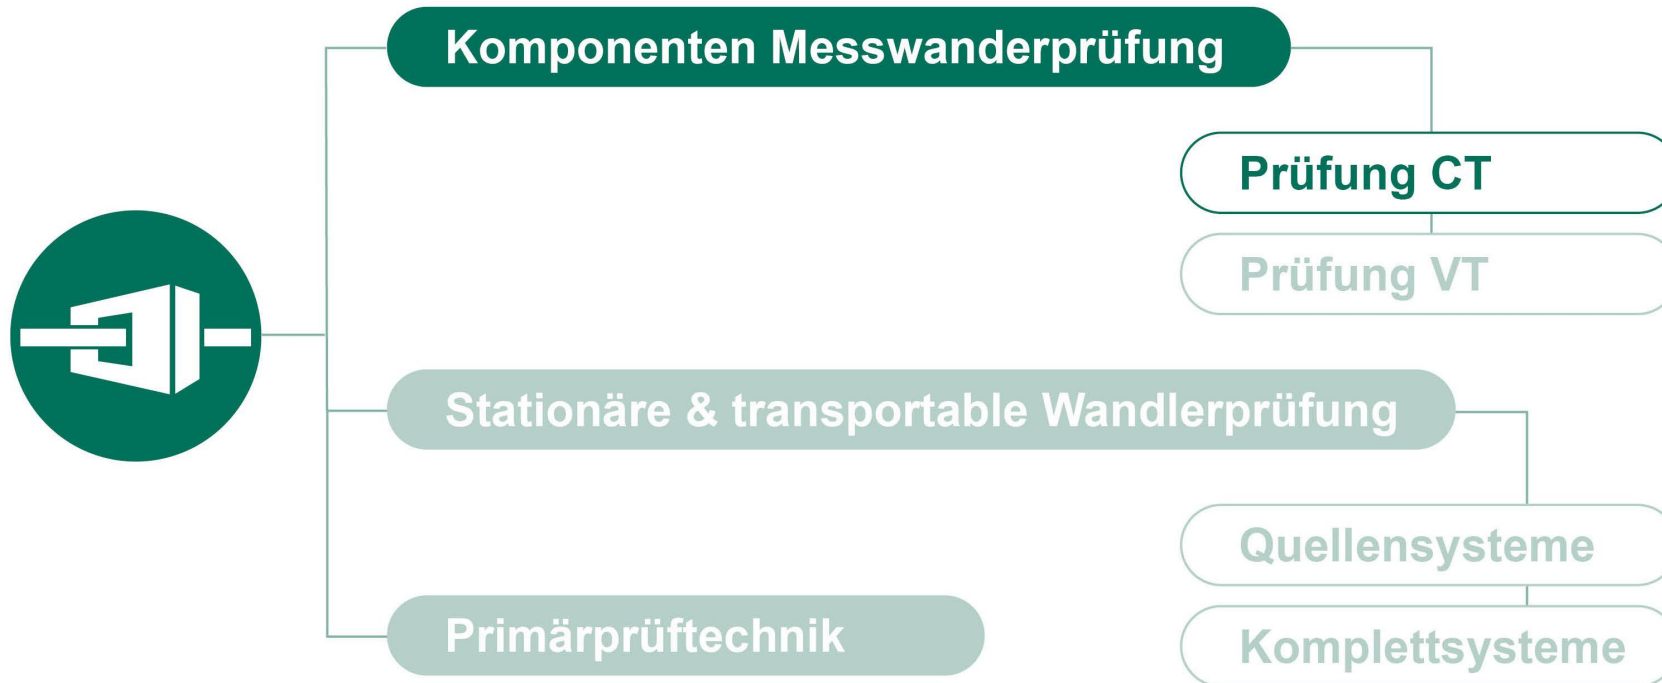 Komponenten Messwanderprüfung
Prüfung CT
Prüfung VT
Stationäre & transportable Wandlerprüfung
Quellensysteme
Primärprüftechnik
Komplettsysteme